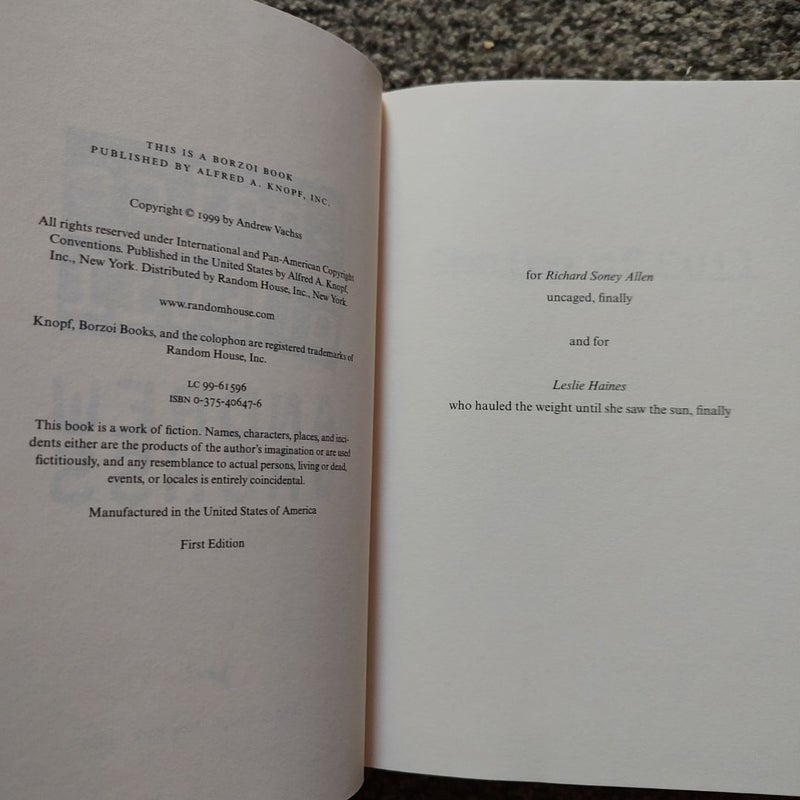 THIS IS A BORZOI BOOK
PUBLISHED BY ALFRED A. KNOPF, INC.
Copyright © 1999 by Andrew Vachss
All rights reserved under International and Pan-American Copyright
Conventions. Published in the United States by Alfred A. Knopf,
Inc., New York. Distributed by Random House, Inc., New York.
www.randomhouse.com
Knopf, Borzoi Books, and the colophon are registered trademarks of
Random House, Inc.
LC 99-61596
ISBN 0-375-40647-6
This book is a work of fiction. Names, characters, places, and inci-
dents either are the products of the author's imagination or are used
fictitiously, and any resemblance to actual persons, living or dead,
events, or locales is entirely coincidental.
Manufactured in the United States of America
First Edition
for Richard Soney Allen
uncaged, finally
and for
Leslie Haines
who hauled the weight until she saw the sun, finally